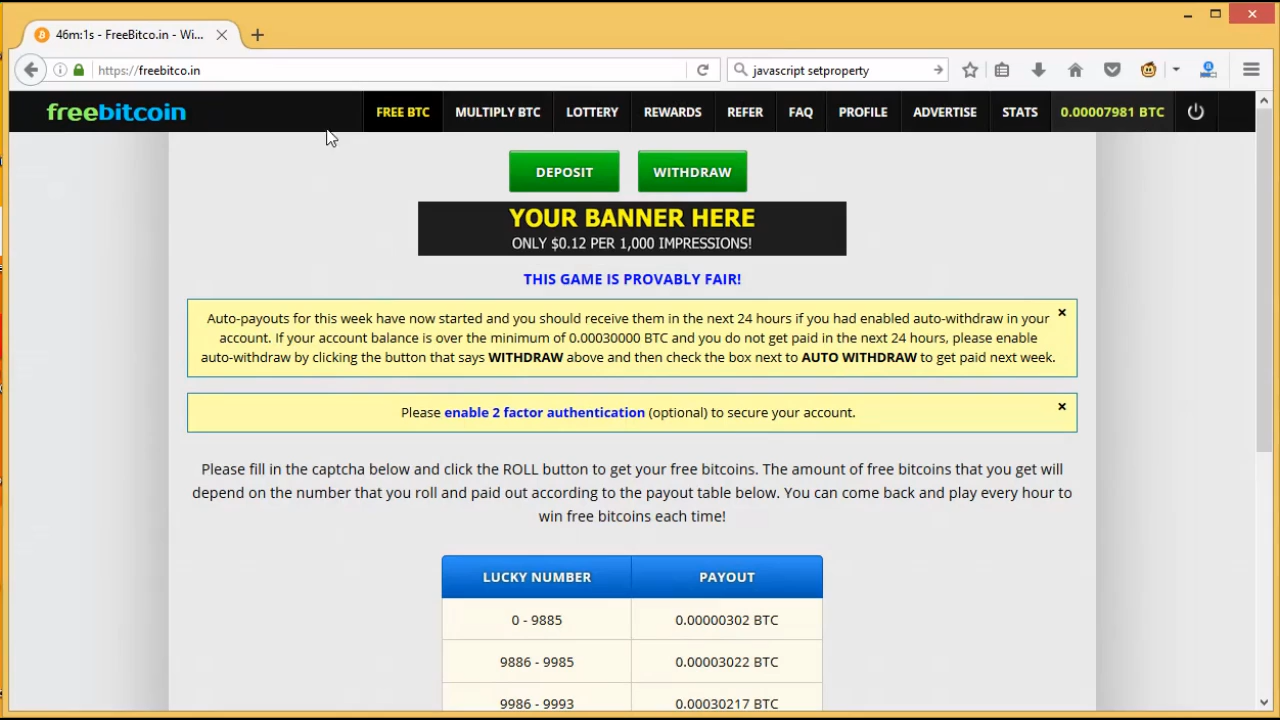 46m:1s - FreeBitco.in - Wi...
https://freebitco.in
javascript setproperty
freebitcoin
FREE BTC
MULTIPLY BTC
LOTTERY
REWARDS
REFER
FAQ
PROFILE
ADVERTISE
STATS
0.00007981 BTC
DEPOSIT
WITHDRAW
YOUR BANNER HERE
ONLY $0.12 PER 1,000 IMPRESSIONS!
THIS GAME IS PROVABLY FAIR!
Auto-payouts for this week have now started and you should receive them in the next 24 hours if you had enabled auto-withdraw in your
account. If your account balance is over the minimum of 0.00030000 BTC and you do not get paid in the next 24 hours, please enable
auto-withdraw by clicking the button that says WITHDRAW above and then check the box next to AUTO WITHDRAW to get paid next week.
Please enable 2 factor authentication (optional) to secure your account.
Please fill in the captcha below and click the ROLL button to get your free bitcoins. The amount of free bitcoins that you get will
depend on the number that you roll and paid out according to the payout table below. You can come back and play every hour to
win free bitcoins each time!
LUCKY NUMBER
PAYOUT
0 - 9885
0.00000302 BTC
9886 - 9985
0.00003022 BTC
9986 - 9993
0.00030217 BTC